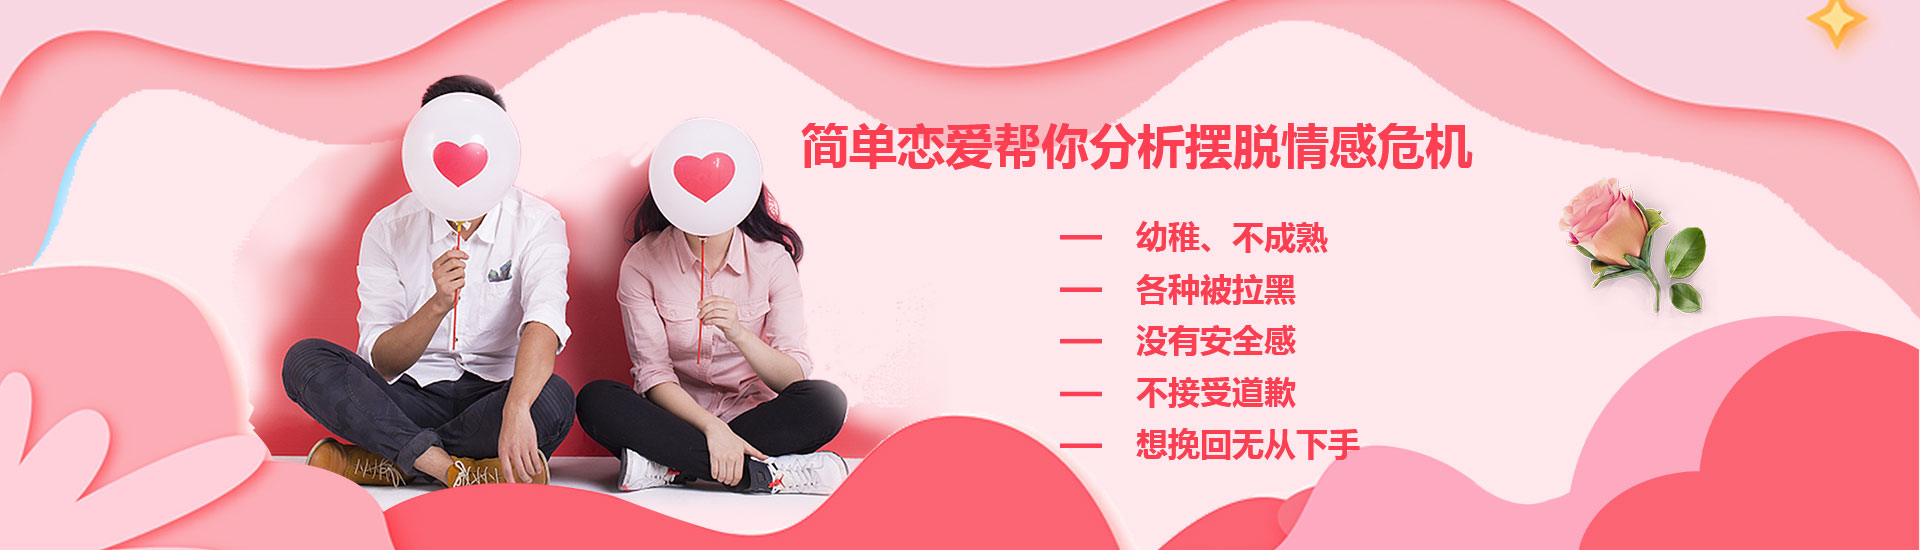 简单恋爱帮你分析摆脱情感危机
— 幼稚、不成熟
— 各种被拉黑
— 没有安全感
— 不接受道歉
— 想挽回无从下手